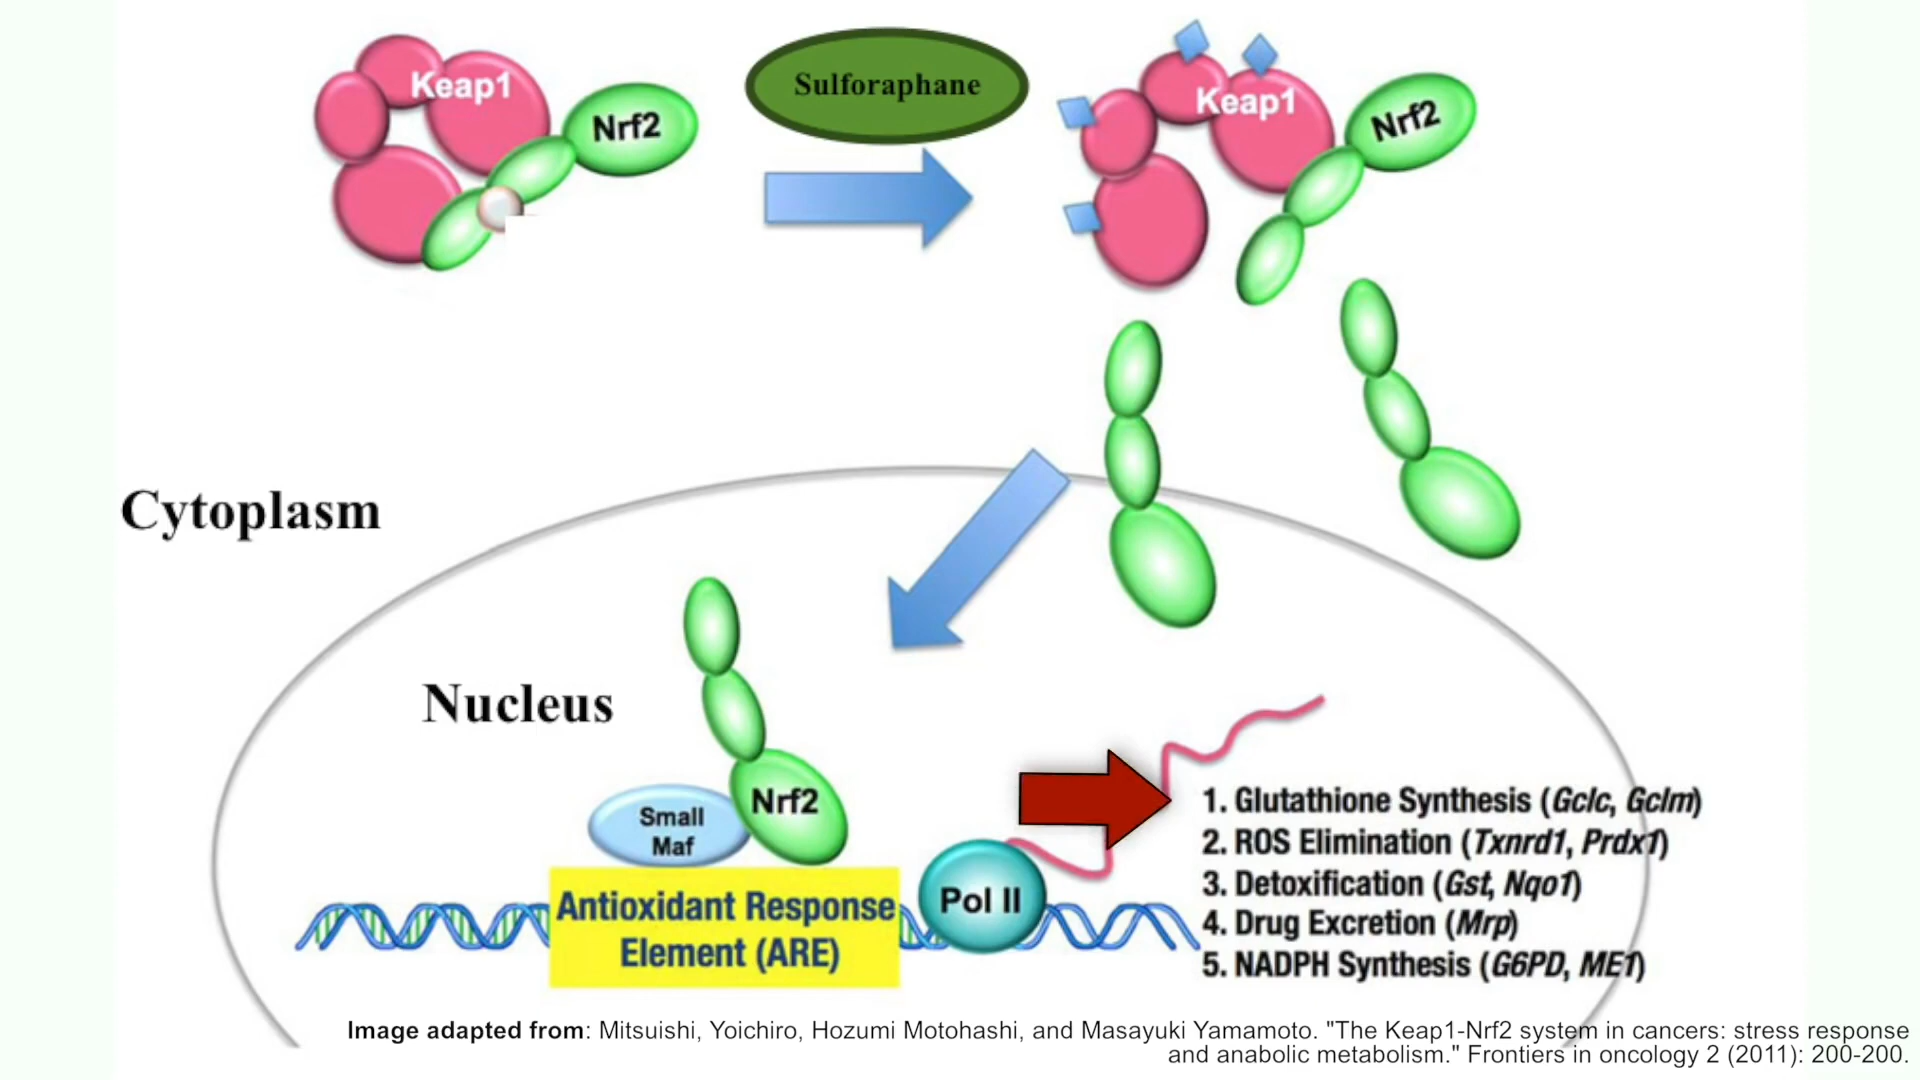 Keap1
Nrf2
Sulforaphane
Keap1
Nrf2
Cytoplasm
Nucleus
Nrf2
Small
Maf
Antioxidant Response
Element (ARE)
Pol II
1. Glutathione Synthesis (Gclc, Gclm)
2. ROS Elimination (Txnrd1, Prdx1)
3. Detoxification (Gst, Nqo1)
4. Drug Excretion (Mrp)
5. NADPH Synthesis (G6PD, ME1)
Image adapted from: Mitsuishi, Yoichiro, Hozumi Motohashi, and Masayuki Yamamoto. "The Keap1-Nrf2 system in cancers: stress response
and anabolic metabolism." Frontiers in oncology 2 (2011): 200-200.